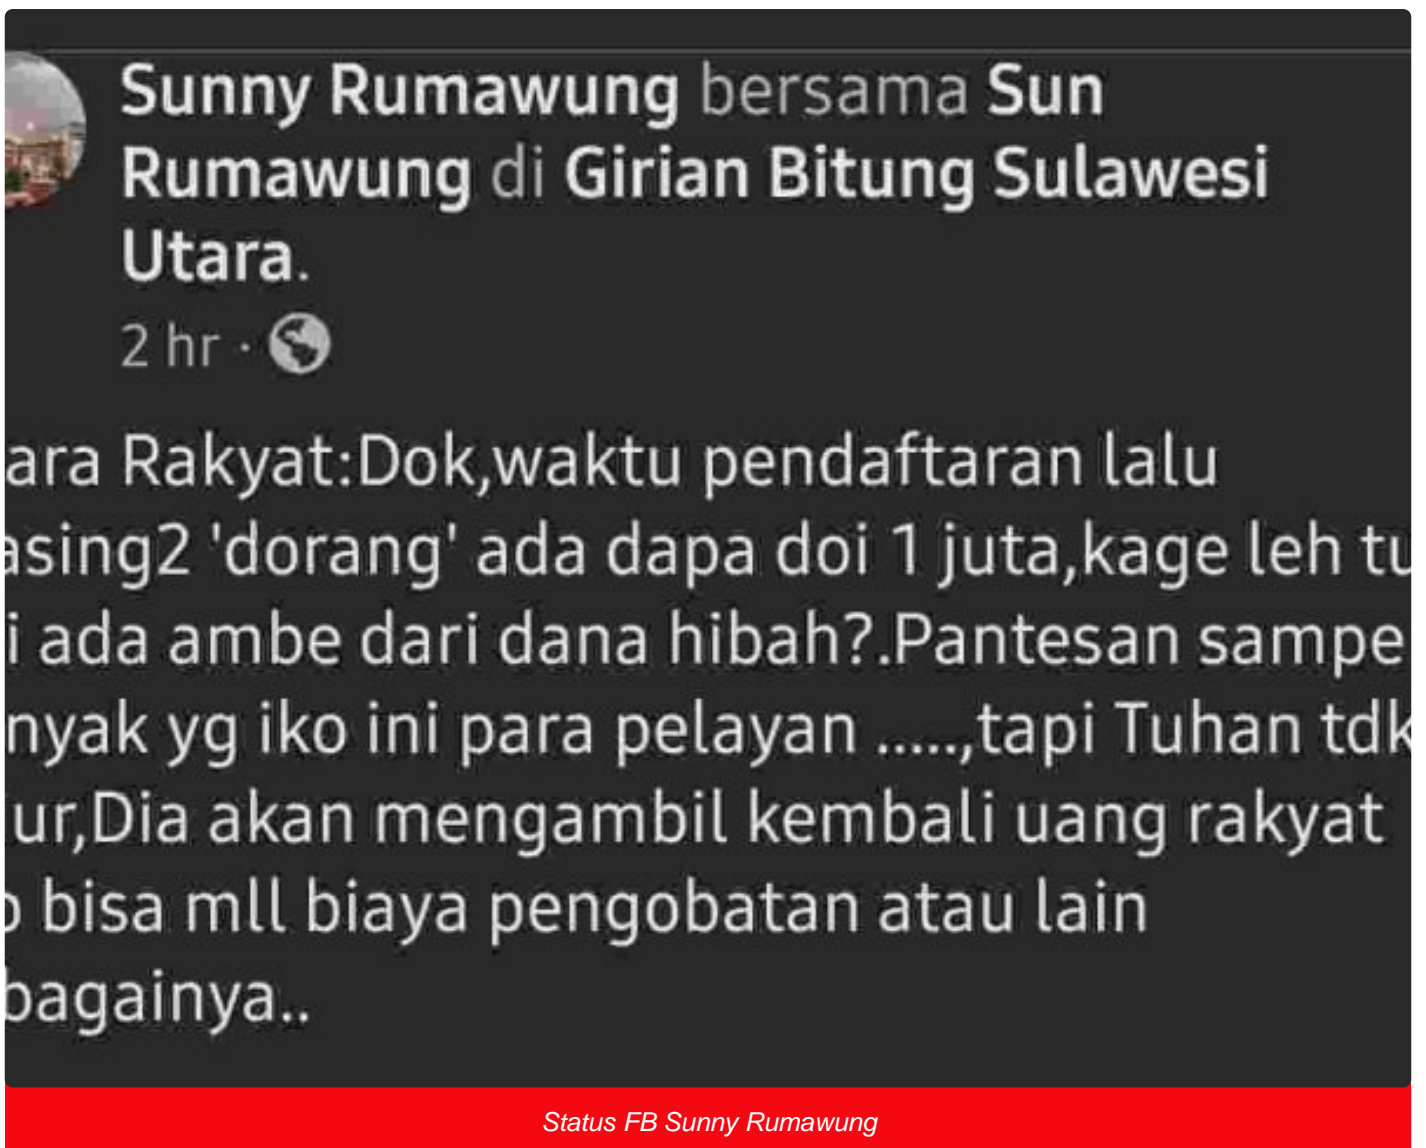 Sunny Rumawung bersama Sun
Rumawung di Girian Bitung Sulawesi
Utara.
2 hr ·
ara Rakyat:Dok,waktu pendaftaran lalu
asing2 'dorang' ada dapa doi 1 juta,kage leh tu
i ada ambe dari dana hibah?.Pantesan sampe
nyak yg iko ini para pelayan .....,tapi Tuhan tdk
ur,Dia akan mengambil kembali uang rakyat
bisa mll biaya pengobatan atau lain
bagainya..
Status FB Sunny Rumawung